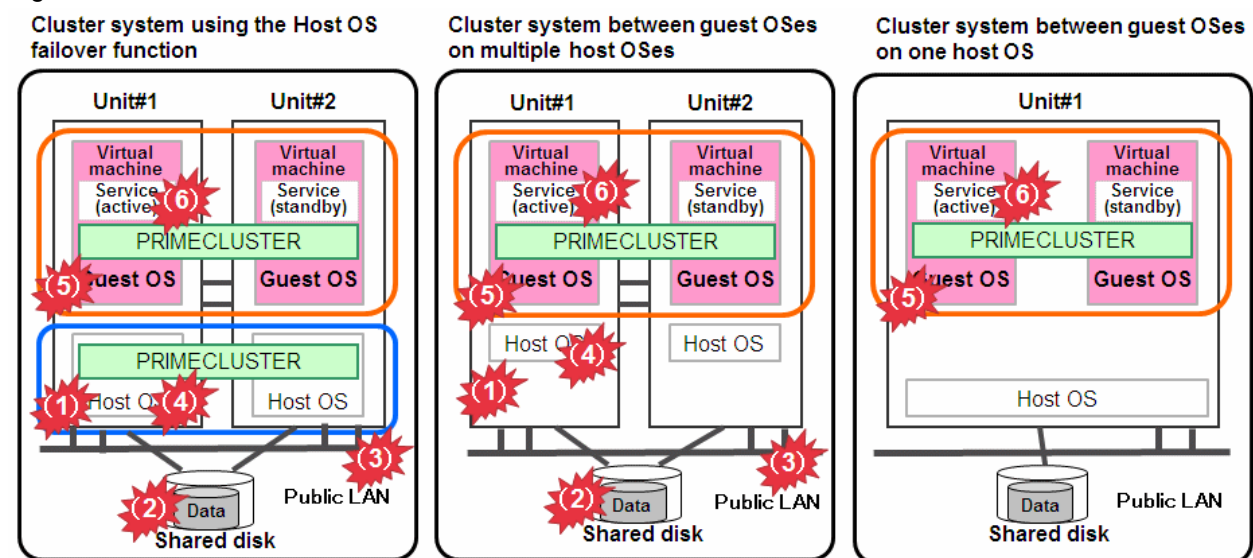 Cluster system using the Host OS
failover function
Unit#1
Unit#2
Virtual
machine
Service
(active)
(6)
Virtual
machine
Service
(standby)
PRIMECLUSTER
(5)
Guest OS
Guest OS
PRIMECLUSTER
(1)
Host OS
(4)
Host OS
(3)
(2)
Data
Public LAN
Shared disk
Cluster system between guest OSes
on multiple host OSes
Unit#1
Unit#2
Virtual
machine
Service
(active)
(6)
Virtual
machine
Service
(standby)
PRIMECLUSTER
(5)
Guest OS
Guest OS
Host OS
(4)
Host OS
(1)
(3)
(2)
Data
Public LAN
Shared disk
Cluster system between guest OSes
on one host OS
Unit#1
Virtual
machine
Service
(active)
(6)
Virtual
machine
Service
(standby)
PRIMECLUSTER
(5)
Guest OS
Guest OS
Host OS
Data
Public LAN
Shared disk